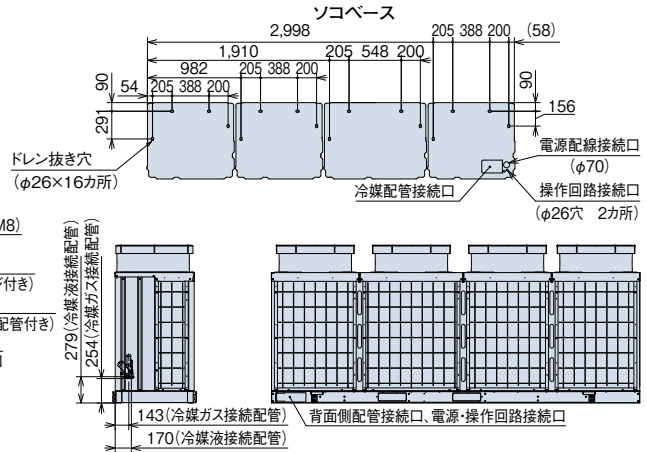 ソコベース
2,998
205 388 200
(58)
1,910
205 548 200
982
205 388 200
54
205 388 200
90
291
90
156
ドレン抜き穴
(φ26×16カ所)
電源配線接続口
(φ70)
冷媒配管接続口
操作回路接続口
(φ26穴 2カ所)
M8)
付き)
配管付き)
279(冷媒液接続配管)
254(冷媒ガス接続配管)
143(冷媒ガス接続配管)
170(冷媒液接続配管)
背面側配管接続口、電源・操作回路接続口